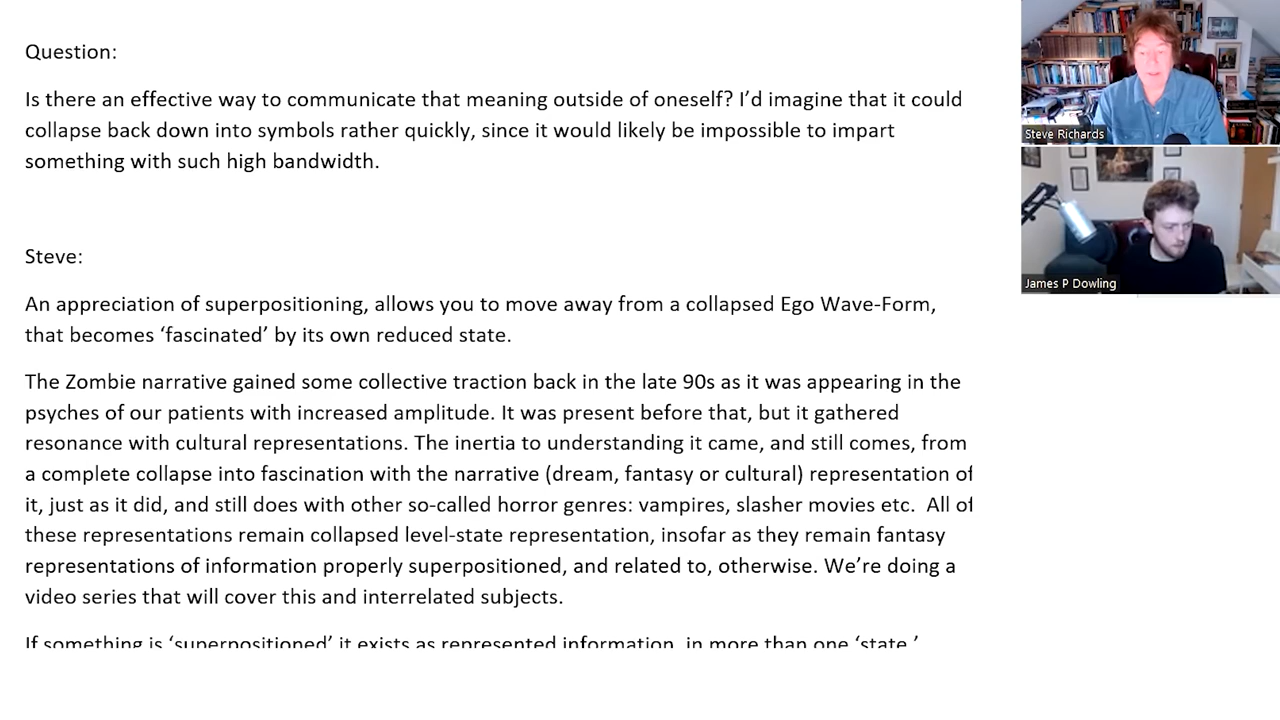 Question:
Is there an effective way to communicate that meaning outside of oneself? I’d imagine that it could
collapse back down into symbols rather quickly, since it would likely be impossible to impart
something with such high bandwidth.
Steve:
An appreciation of superpositioning, allows you to move away from a collapsed Ego Wave-Form,
that becomes ‘fascinated’ by its own reduced state.
The Zombie narrative gained some collective traction back in the late 90s as it was appearing in the
psyches of our patients with increased amplitude. It was present before that, but it gathered
resonance with cultural representations. The inertia to understanding it came, and still comes, from
a complete collapse into fascination with the narrative (dream, fantasy or cultural) representation of
it, just as it did, and still does with other so-called horror genres: vampires, slasher movies etc.  All of
these representations remain collapsed level-state representation, insofar as they remain fantasy
representations of information properly superpositioned, and related to, otherwise. We’re doing a
video series that will cover this and interrelated subjects.
If something is ‘superpositioned’ it exists as represented information, in more than one ‘state.’
Steve Richards
James P Dowling